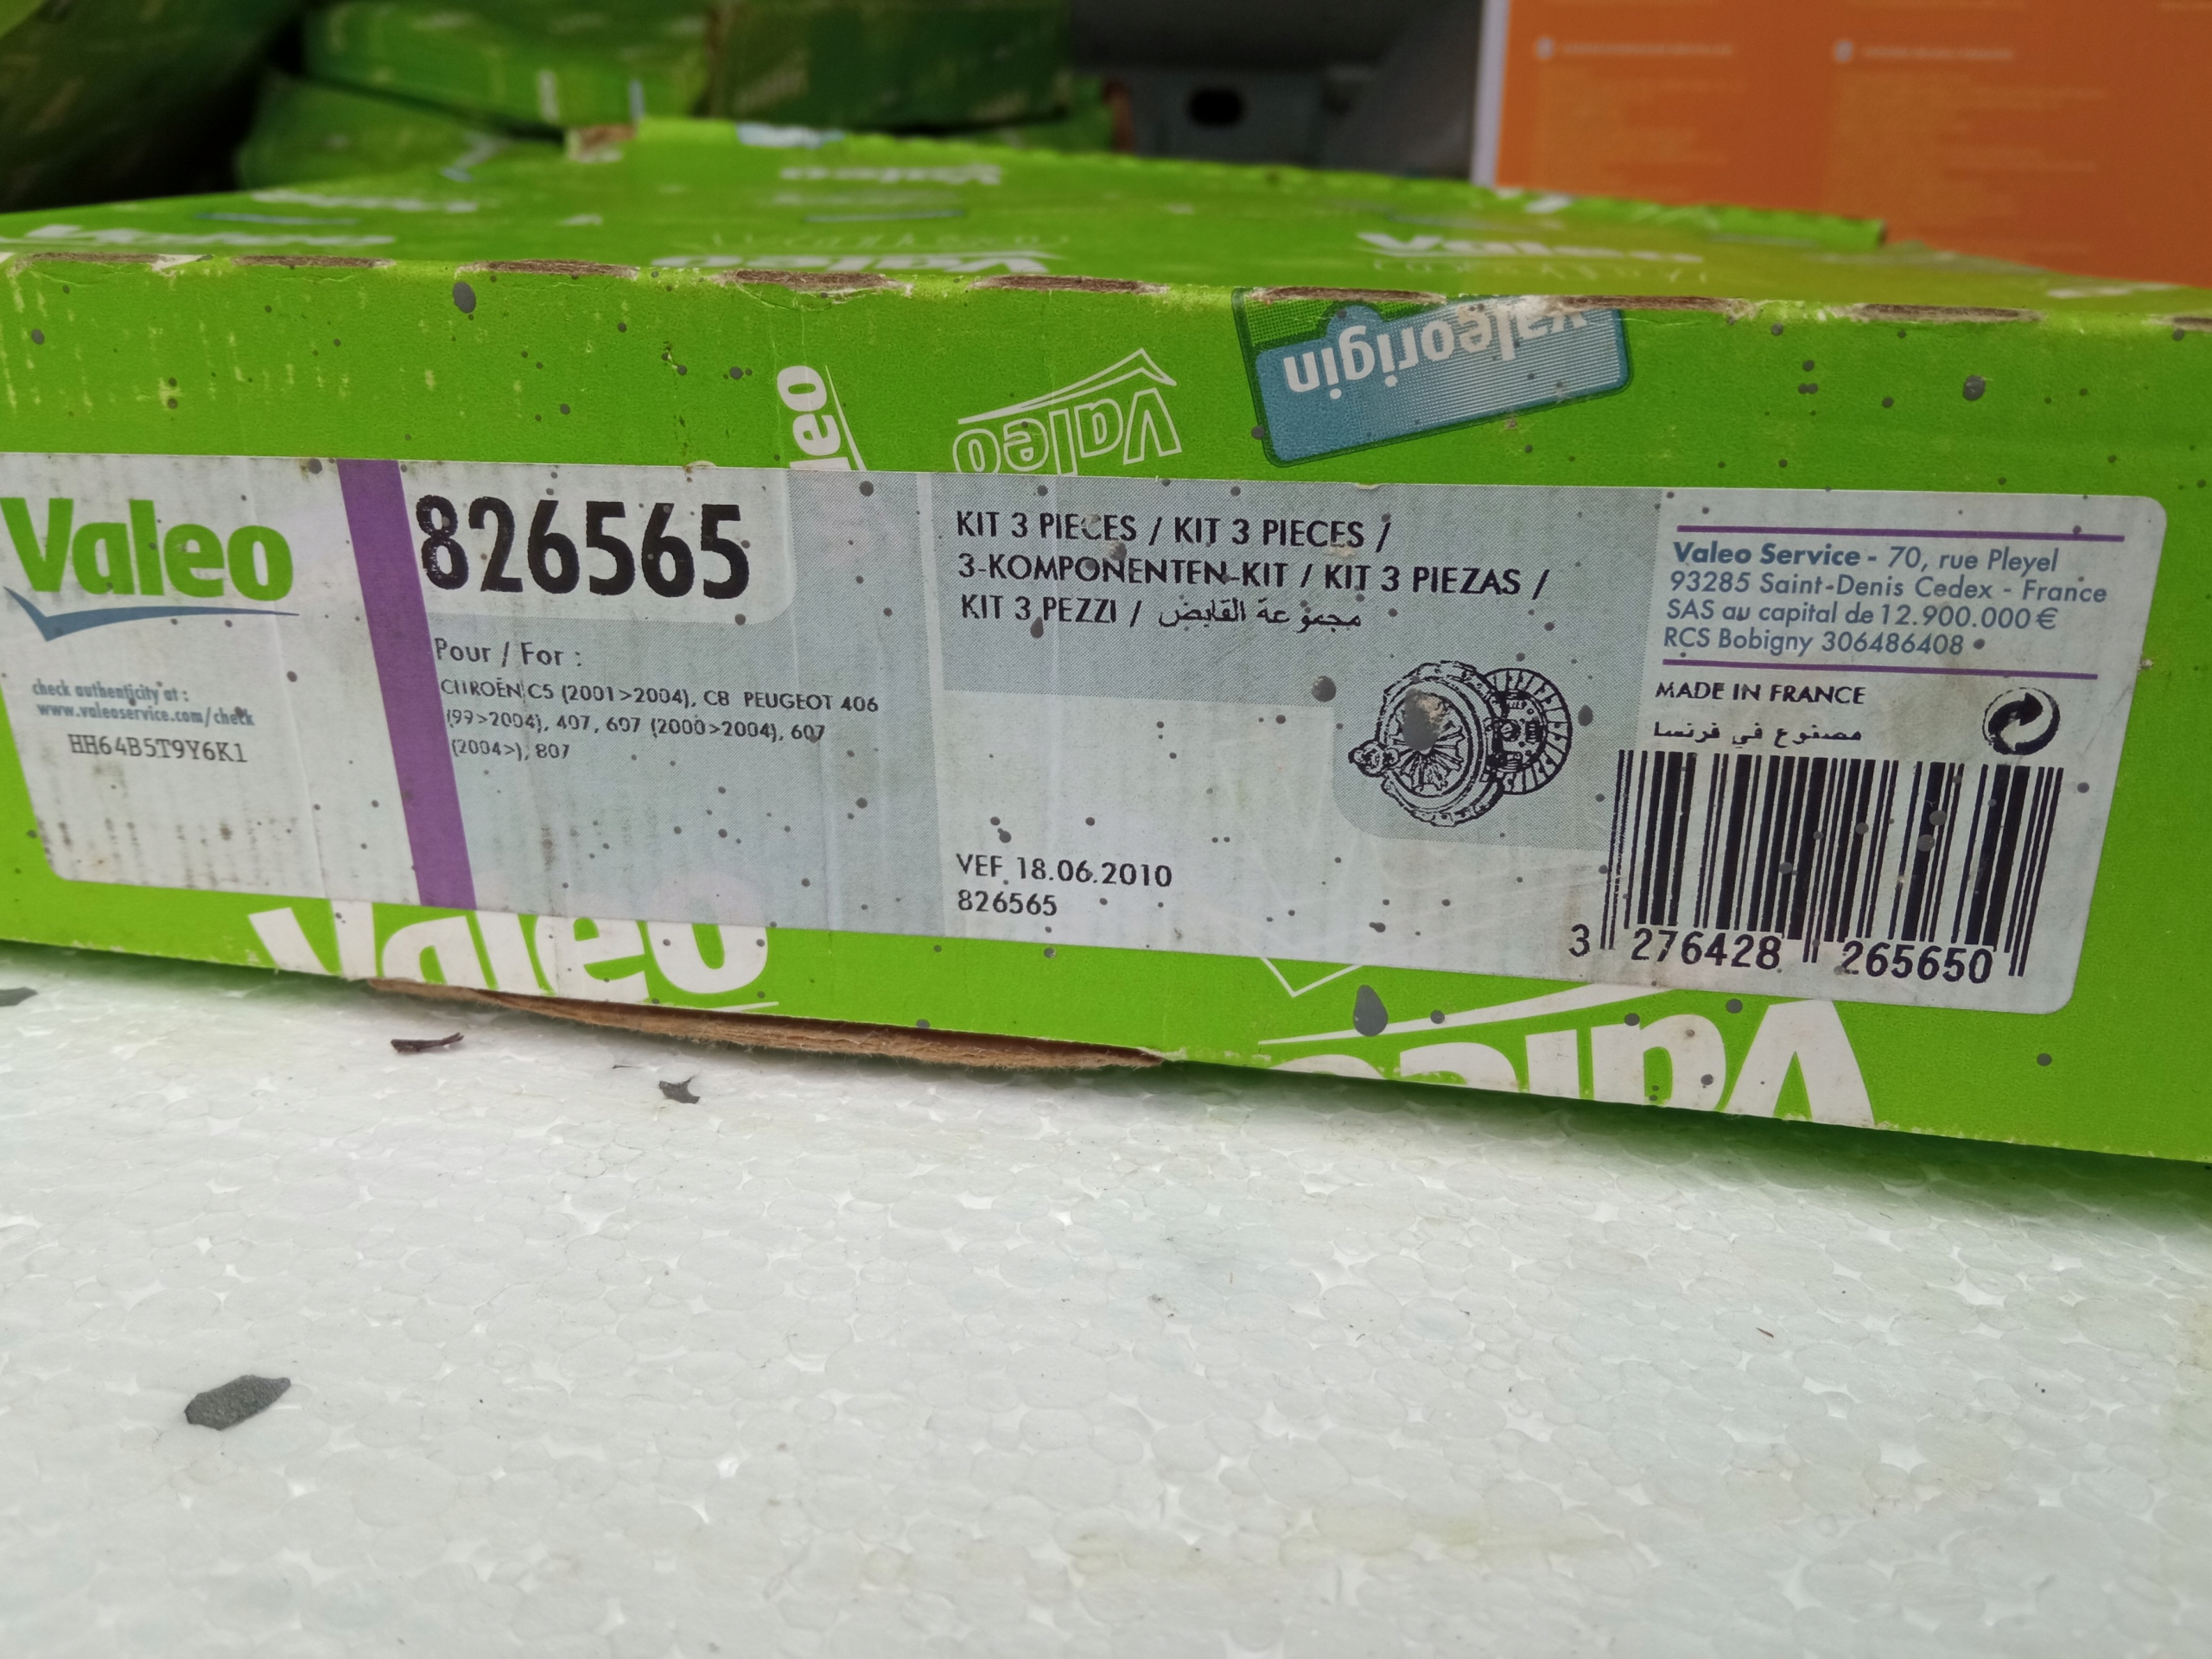 Valeo
Valeo
Valeo
Valeo
valeorigin
Valeo
826565
Pour / For :
CITROËN C5 (2001>2004), C8 PEUGEOT 406
(99>2004), 407, 607 (2000>2004), 607
(2004>), 807
check authenticity at :
www.valeoservice.com/check
HH64B5T9Y6K1
KIT 3 PIECES / KIT 3 PIECES /
3-KOMPONENTEN-KIT / KIT 3 PIEZAS /
KIT 3 PEZZI / مجموعة القابض
VEF 18.06.2010
826565
Valeo Service - 70, rue Pleyel
93285 Saint-Denis Cedex - France
SAS au capital de 12.900.000 €
RCS Bobigny 306486408
MADE IN FRANCE
مصنوع في فرنسا
3 276428 265650
Valeo
Valeo